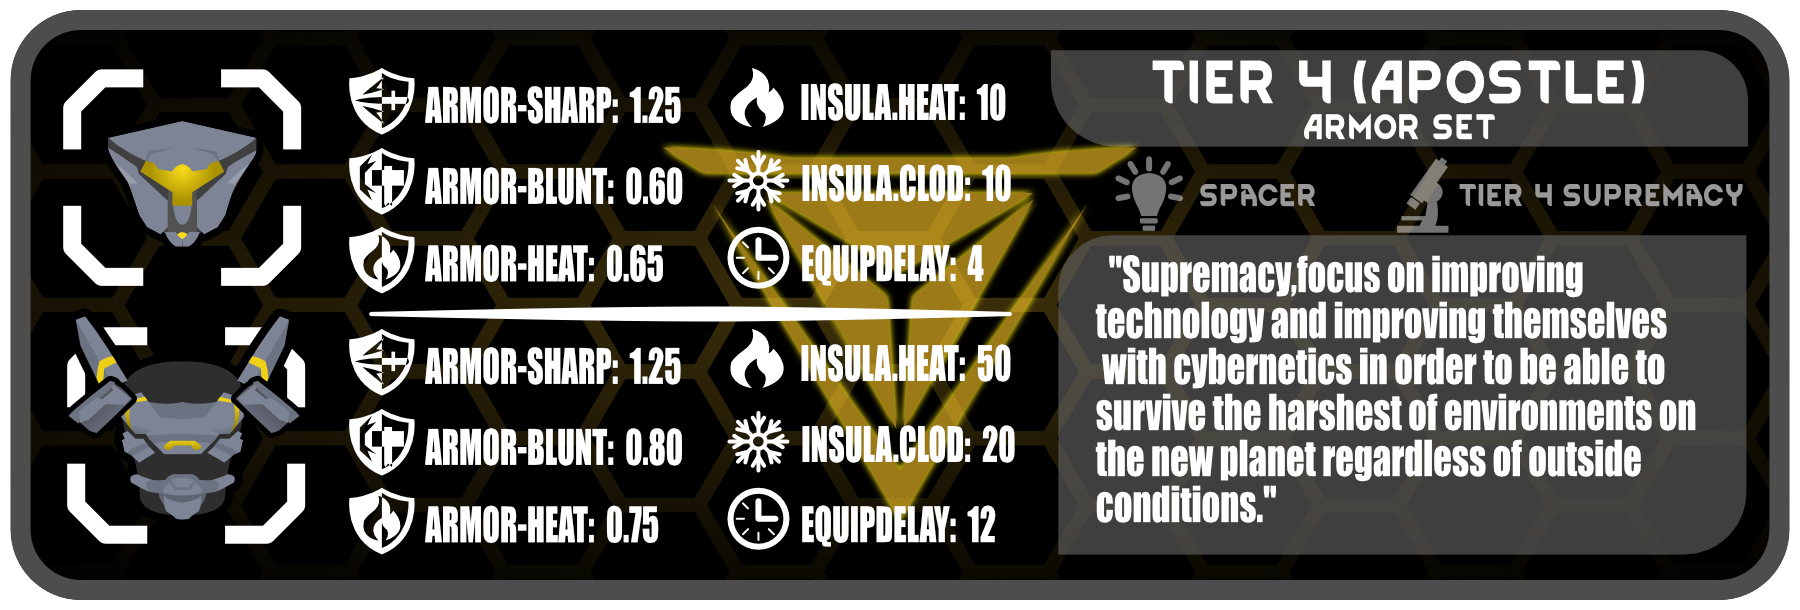 ARMOR-SHARP: 1.25
INSULA.HEAT: 10
ARMOR-BLUNT: 0.60
INSULA.CLOD: 10
ARMOR-HEAT: 0.65
EQUIPDELAY: 4
ARMOR-SHARP: 1.25
INSULA.HEAT: 50
ARMOR-BLUNT: 0.80
INSULA.CLOD: 20
ARMOR-HEAT: 0.75
EQUIPDELAY: 12
TIER 4 (APOSTLE)
ARMOR SET
SPACER
TIER 4 SUPREMACY
"Supremacy,focus on improving
technology and improving themselves
with cybernetics in order to be able to
survive the harshest of environments on
the new planet regardless of outside
conditions."